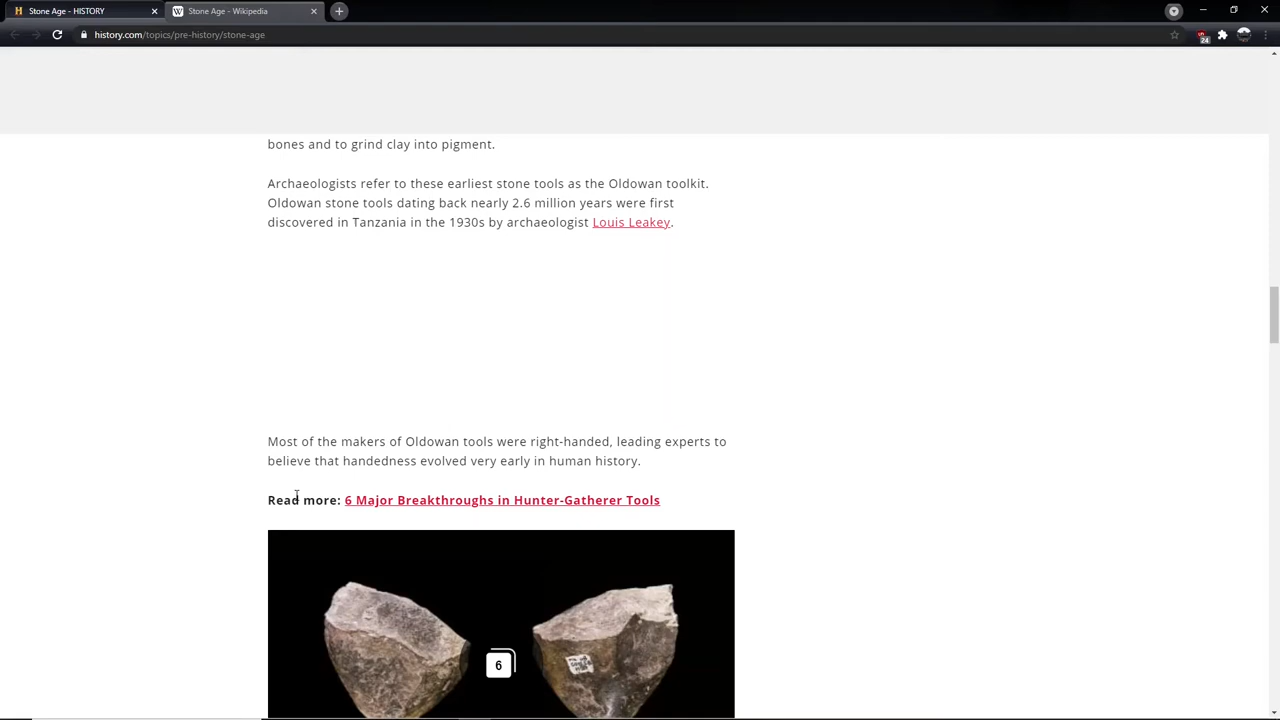 Stone Age - HISTORY
Stone Age - Wikipedia
history.com/topics/pre-history/stone-age
24
bones and to grind clay into pigment.
Archaeologists refer to these earliest stone tools as the Oldowan toolkit.
Oldowan stone tools dating back nearly 2.6 million years were first
discovered in Tanzania in the 1930s by archaeologist Louis Leakey.
Most of the makers of Oldowan tools were right-handed, leading experts to
believe that handedness evolved very early in human history.
Read more: 6 Major Breakthroughs in Hunter-Gatherer Tools
6